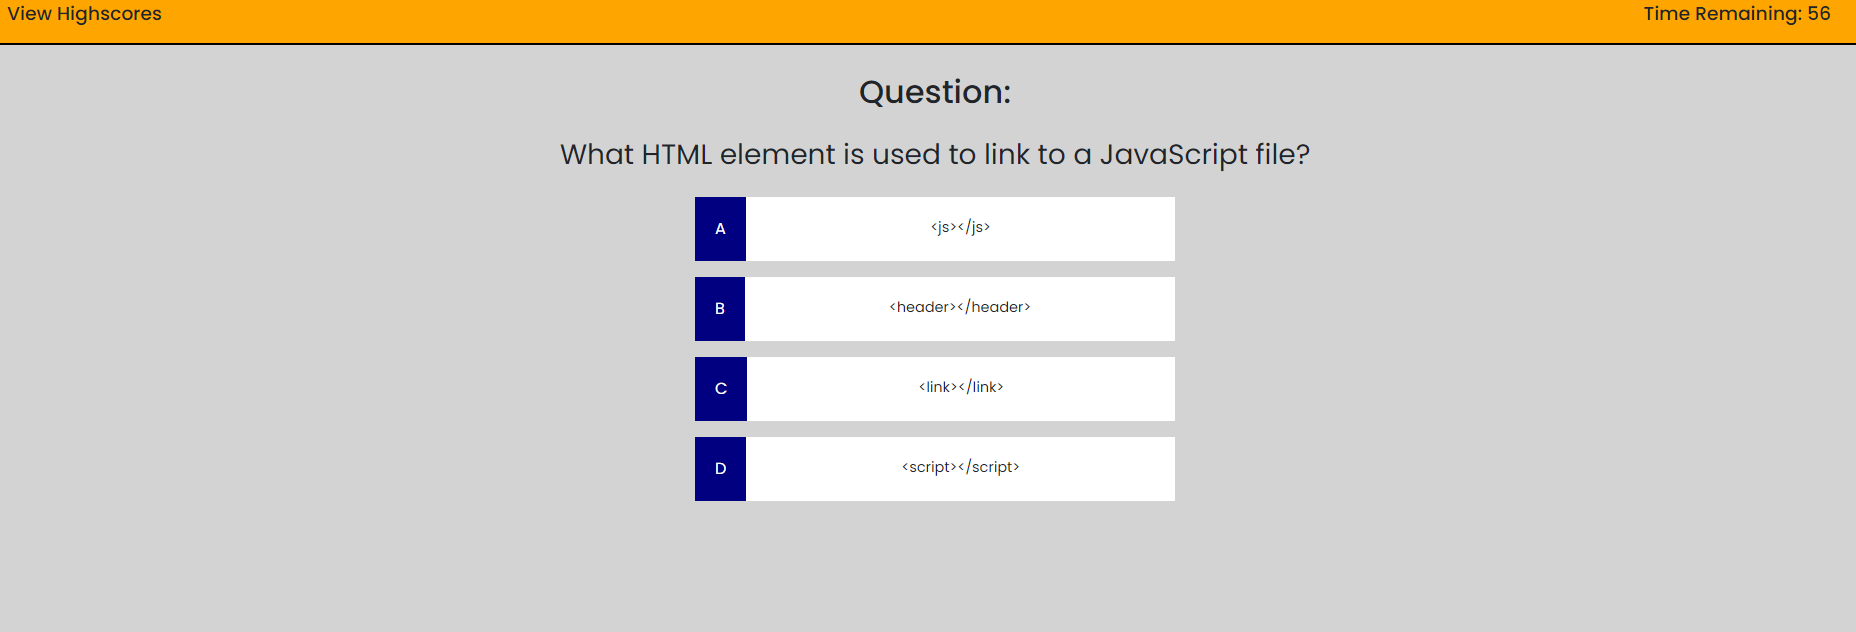 View Highscores
Time Remaining: 56
Question:
What HTML element is used to link to a JavaScript file?
A <js></js>
B <header></header>
C <link></link>
D <script></script>